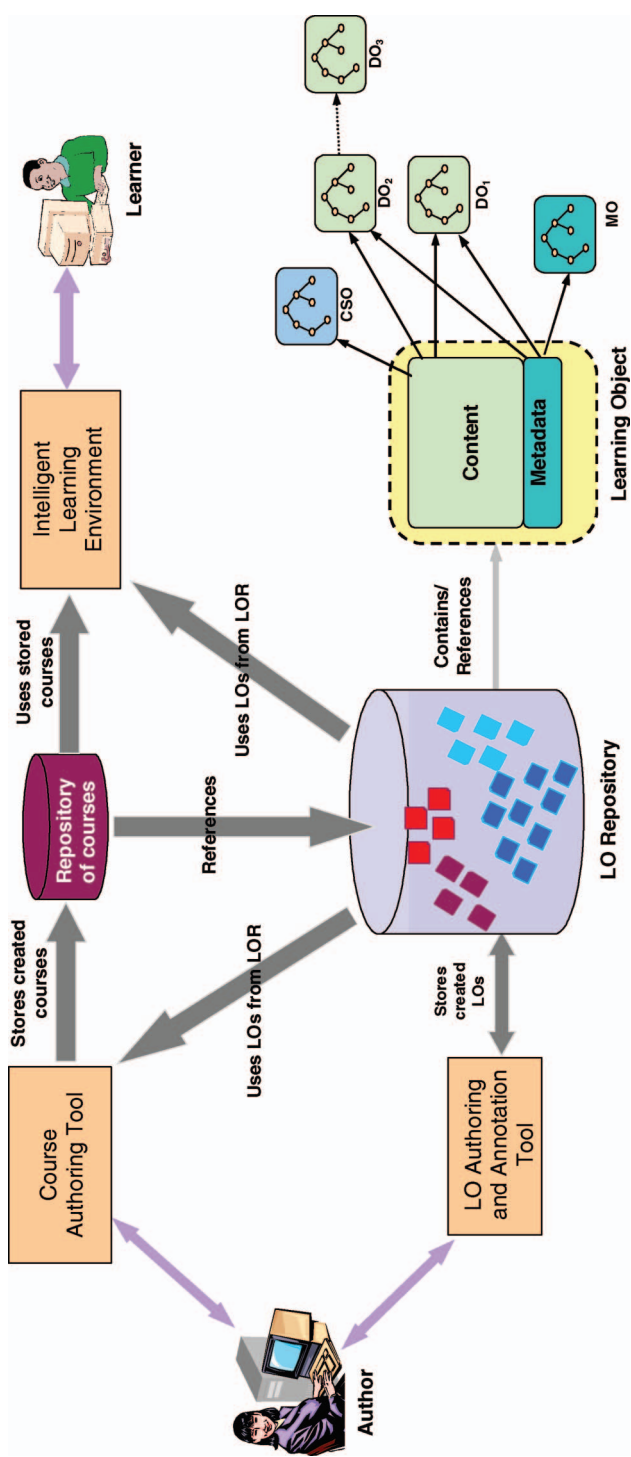 Author
Course
Authoring Tool
LO Authoring
and Annotation
Tool
Stores created
courses
Uses LOs from LOR
Stores
created
LOs
Repository
of courses
References
LO Repository
Uses stored
courses
Uses LOs from LOR
Contains/
References
Intelligent
Learning
Environment
Learner
Content
Metadata
Learning Object
CSO
DO₂
DO₁
MO
DO₃